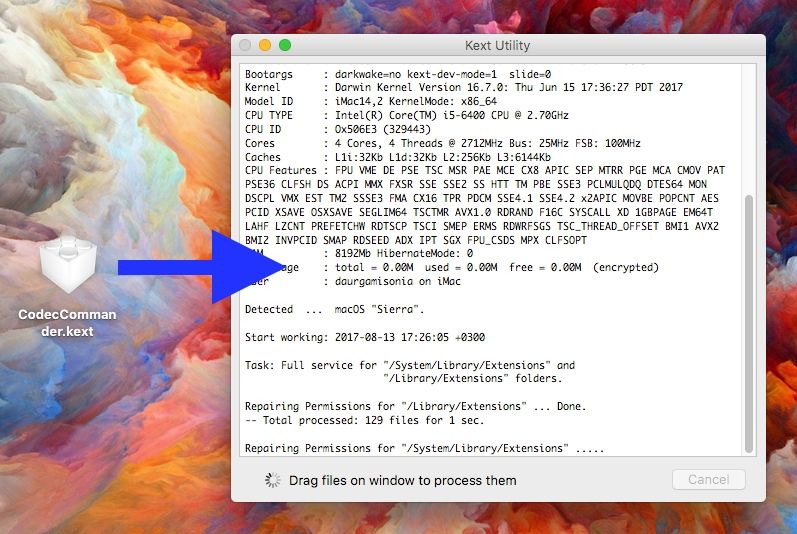 Kext Utility
Bootargs : darkwake=no kext-dev-mode=1 slide=0
Kernel : Darwin Kernel Version 16.7.0: Thu Jun 15 17:36:27 PDT 2017
Model ID : iMac14,2 KernelMode: x86_64
CPU TYPE : Intel(R) Core(TM) i5-6400 CPU @ 2.70GHz
CPU ID : 0x506E3 (329443)
Cores : 4 Cores, 4 Threads @ 2712MHz Bus: 25MHz FSB: 100MHz
Caches : L1i:32Kb L1d:32Kb L2:256Kb L3:6144Kb
CPU Features : FPU VME DE PSE TSC MSR PAE MCE CX8 APIC SEP MTRR PGE MCA CMOV PAT
PSE36 CLFSH DS ACPI MMX FXSR SSE SSE2 SS HTT TM PBE SSE3 PCLMULQDQ DTES64 MON
DSCPL VMX EST TM2 SSSE3 FMA CX16 TPR PDCM SSE4.1 SSE4.2 x2APIC MOVBE POPCNT AES
PCID XSAVE OSXSAVE SEGLIM64 TSCTMR AVX1.0 RDRAND F16C SYSCALL XD 1GBPAGE EM64T
LAHF LZCNT PREFETCHW RDTSCP TSCI SMEP ERMS RDWRFSGS TSC_THREAD_OFFSET BMI1 AVX2
BMI2 INVPCID SMAP RDSEED ADX IPT SGX FPU_CSDS MPX CLFSOPT
: 8192Mb HibernateMode: 0
: total = 0.00M used = 0.00M free = 0.00M (encrypted)
: daurgamisonia on iMac
Detected ... macOS "Sierra".
Start working: 2017-08-13 17:26:05 +0300
Task: Full service for "/System/Library/Extensions" and
"/Library/Extensions" folders.
Repairing Permissions for "/Library/Extensions" ... Done.
-- Total processed: 129 files for 1 sec.
Repairing Permissions for "/System/Library/Extensions" .....
Drag files on window to process them
Cancel
CodecComman
der.kext